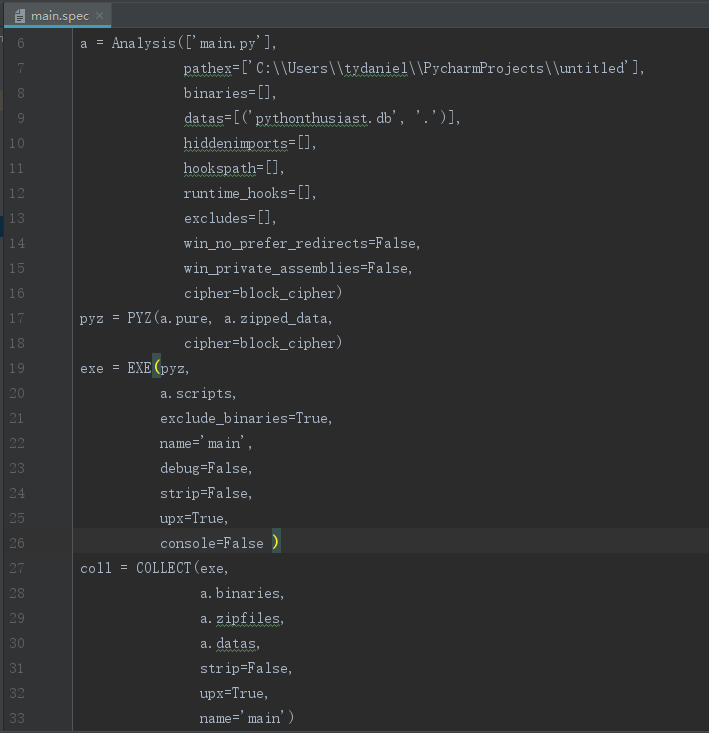 main.spec
6 a = Analysis(['main.py'],
7 pathex=['C:\\Users\\tydaniel\\PycharmProjects\\untitled'],
8 binaries=[],
9 datas=[('pythonthusiast.db', '.')],
10 hiddenimports=[],
11 hookspath=[],
12 runtime_hooks=[],
13 excludes=[],
14 win_no_prefer_redirects=False,
15 win_private_assemblies=False,
16 cipher=block_cipher)
17 pyz = PYZ(a.pure, a.zipped_data,
18 cipher=block_cipher)
19 exe = EXE(pyz,
20 a.scripts,
21 exclude_binaries=True,
22 name='main',
23 debug=False,
24 strip=False,
25 upx=True,
26 console=False )
27 coll = COLLECT(exe,
28 a.binaries,
29 a.zipfiles,
30 a.datas,
31 strip=False,
32 upx=True,
33 name='main')